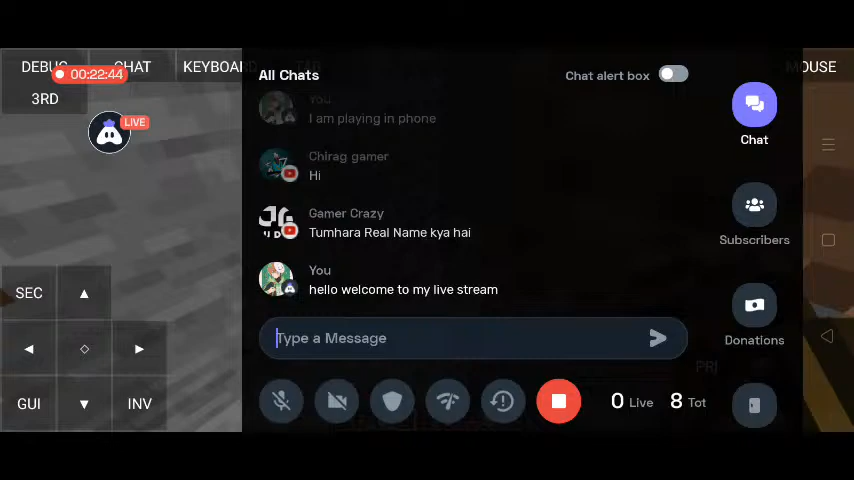 DEBUG
CHAT
KEYBOARD
MOUSE
00:22:44
3RD
LIVE
All Chats
Chat alert box
You
I am playing in phone
Chirag gamer
Hi
Gamer Crazy
Tumhara Real Name kya hai
You
hello welcome to my live stream
Type a Message
Chat
Subscribers
Donations
SEC
GUI
INV
PRI
0 Live
8 Tot